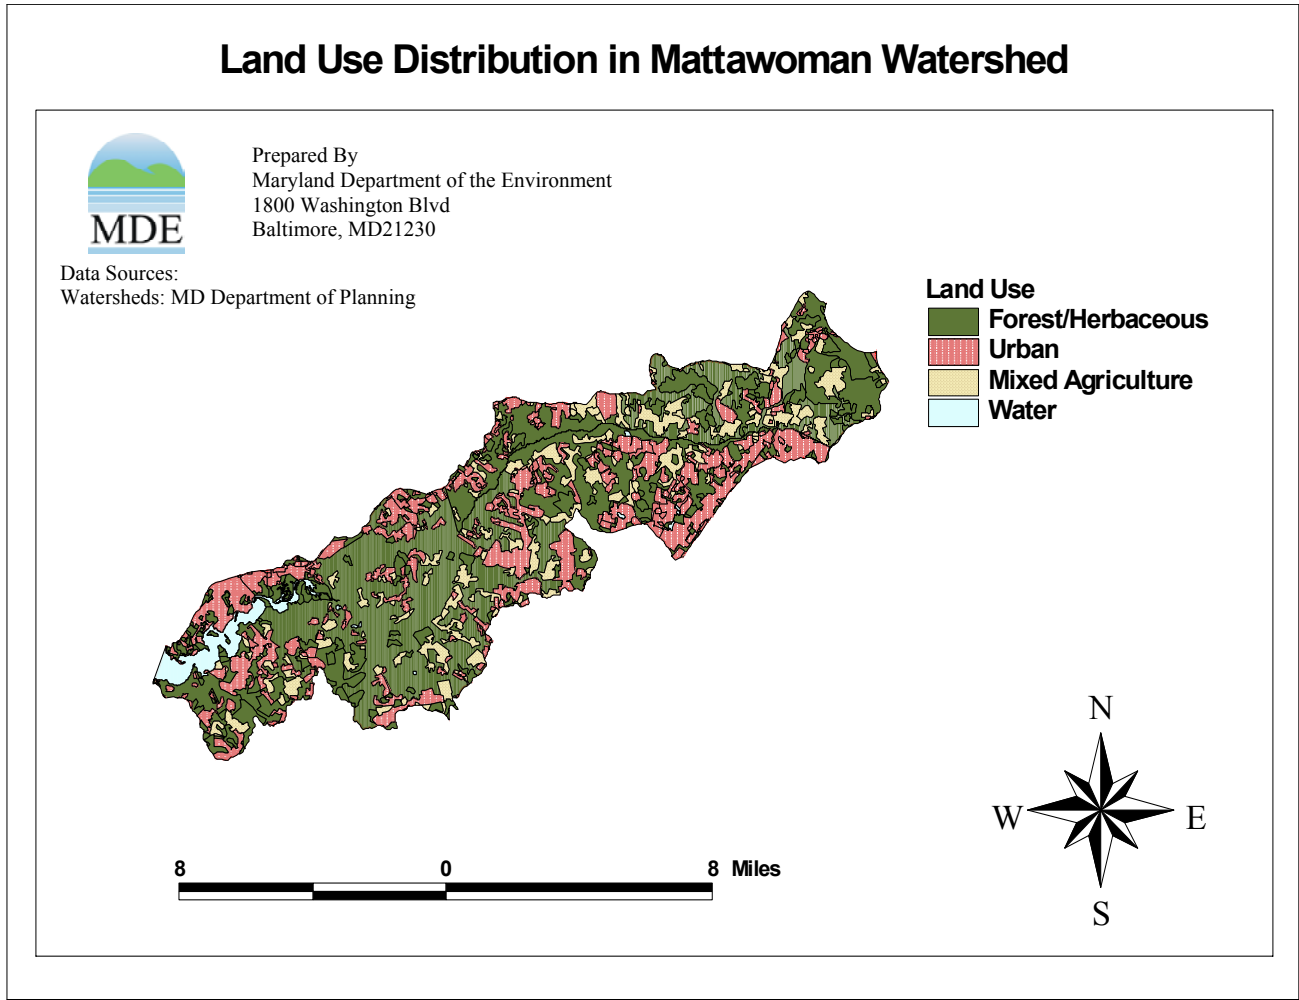 Land Use Distribution in Mattawoman Watershed
MDE
Prepared By
Maryland Department of the Environment
1800 Washington Blvd
Baltimore, MD21230
Data Sources:
Watersheds: MD Department of Planning
Land Use
Forest/Herbaceous
Urban
Mixed Agriculture
Water
N
W E
S
8 0 8 Miles